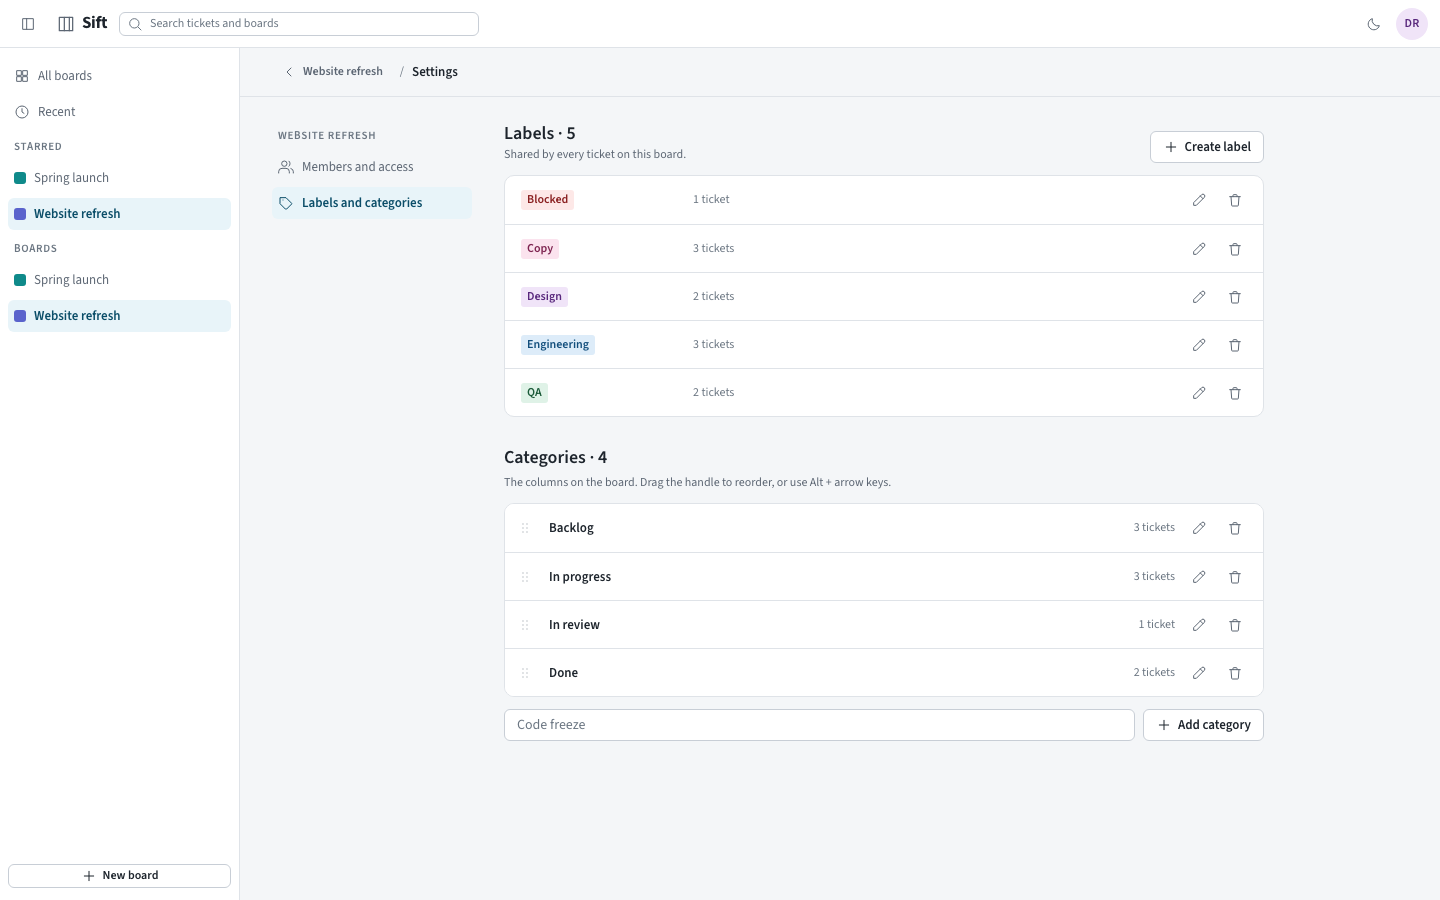 Sift
Search tickets and boards
DR
All boards
Recent
STARRED
Spring launch
Website refresh
BOARDS
Spring launch
Website refresh
New board
Website refresh / Settings
WEBSITE REFRESH
Members and access
Labels and categories
Labels · 5
Shared by every ticket on this board.
Create label
Blocked 1 ticket
Copy 3 tickets
Design 2 tickets
Engineering 3 tickets
QA 2 tickets
Categories · 4
The columns on the board. Drag the handle to reorder, or use Alt + arrow keys.
Backlog 3 tickets
In progress 3 tickets
In review 1 ticket
Done 2 tickets
Code freeze
Add category